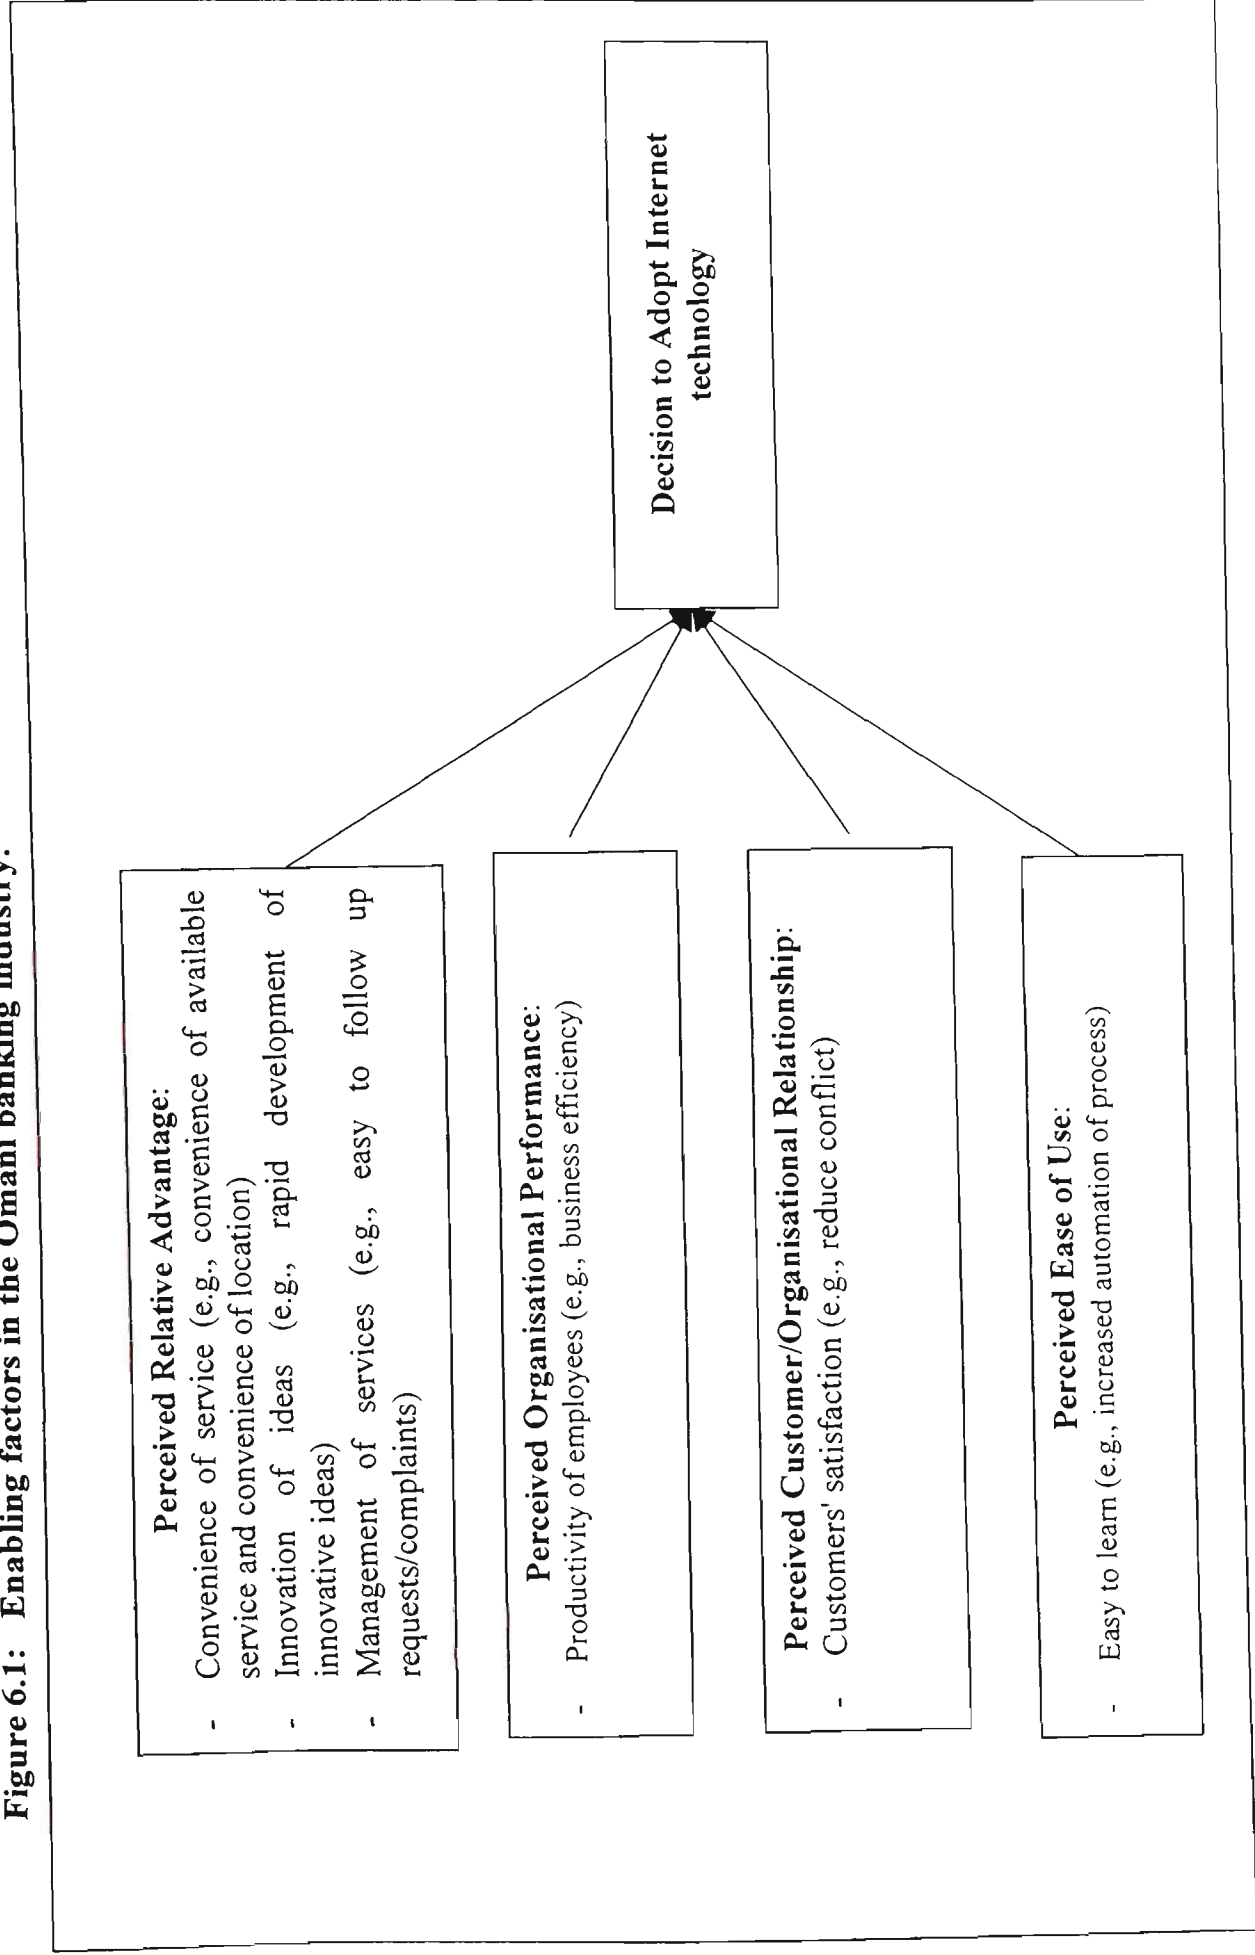 Figure 6.1: Enabling factors in the Omani banking industry.
Perceived Relative Advantage:
- Convenience of service (e.g., convenience of available
service and convenience of location)
- Innovation of ideas (e.g., rapid development of
innovative ideas)
- Management of services (e.g., easy to follow up
requests/complaints)
Perceived Organisational Performance:
- Productivity of employees (e.g., business efficiency)
Perceived Customer/Organisational Relationship:
- Customers' satisfaction (e.g., reduce conflict)
Perceived Ease of Use:
- Easy to learn (e.g., increased automation of process)
Decision to Adopt Internet
technology